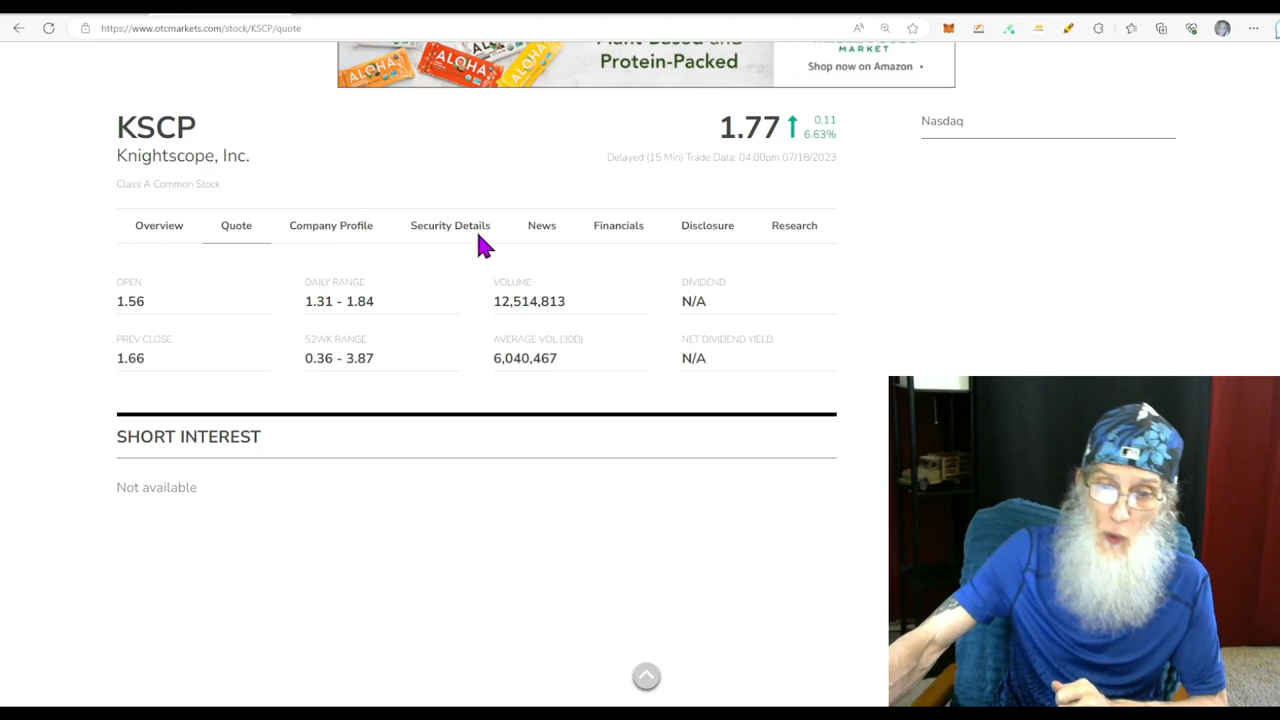 https://www.otcmarkets.com/stock/KSCP/quote
ALOHA
ALOHA
ALOHA
Plant-Based and
Protein-Packed
MARKET
Shop now on Amazon
KSCP
Knightscope, Inc.
Class A Common Stock
1.77
0.11
6.63%
Delayed (15 Min) Trade Data: 04:00pm 07/18/2023
Nasdaq
Overview Quote Company Profile Security Details News Financials Disclosure Research
OPEN DAILY RANGE VOLUME DIVIDEND
1.56 1.31 - 1.84 12,514,813 N/A
PREV CLOSE 52WK RANGE AVERAGE VOL (30D) NET DIVIDEND YIELD
1.66 0.36 - 3.87 6,040,467 N/A
SHORT INTEREST
Not available